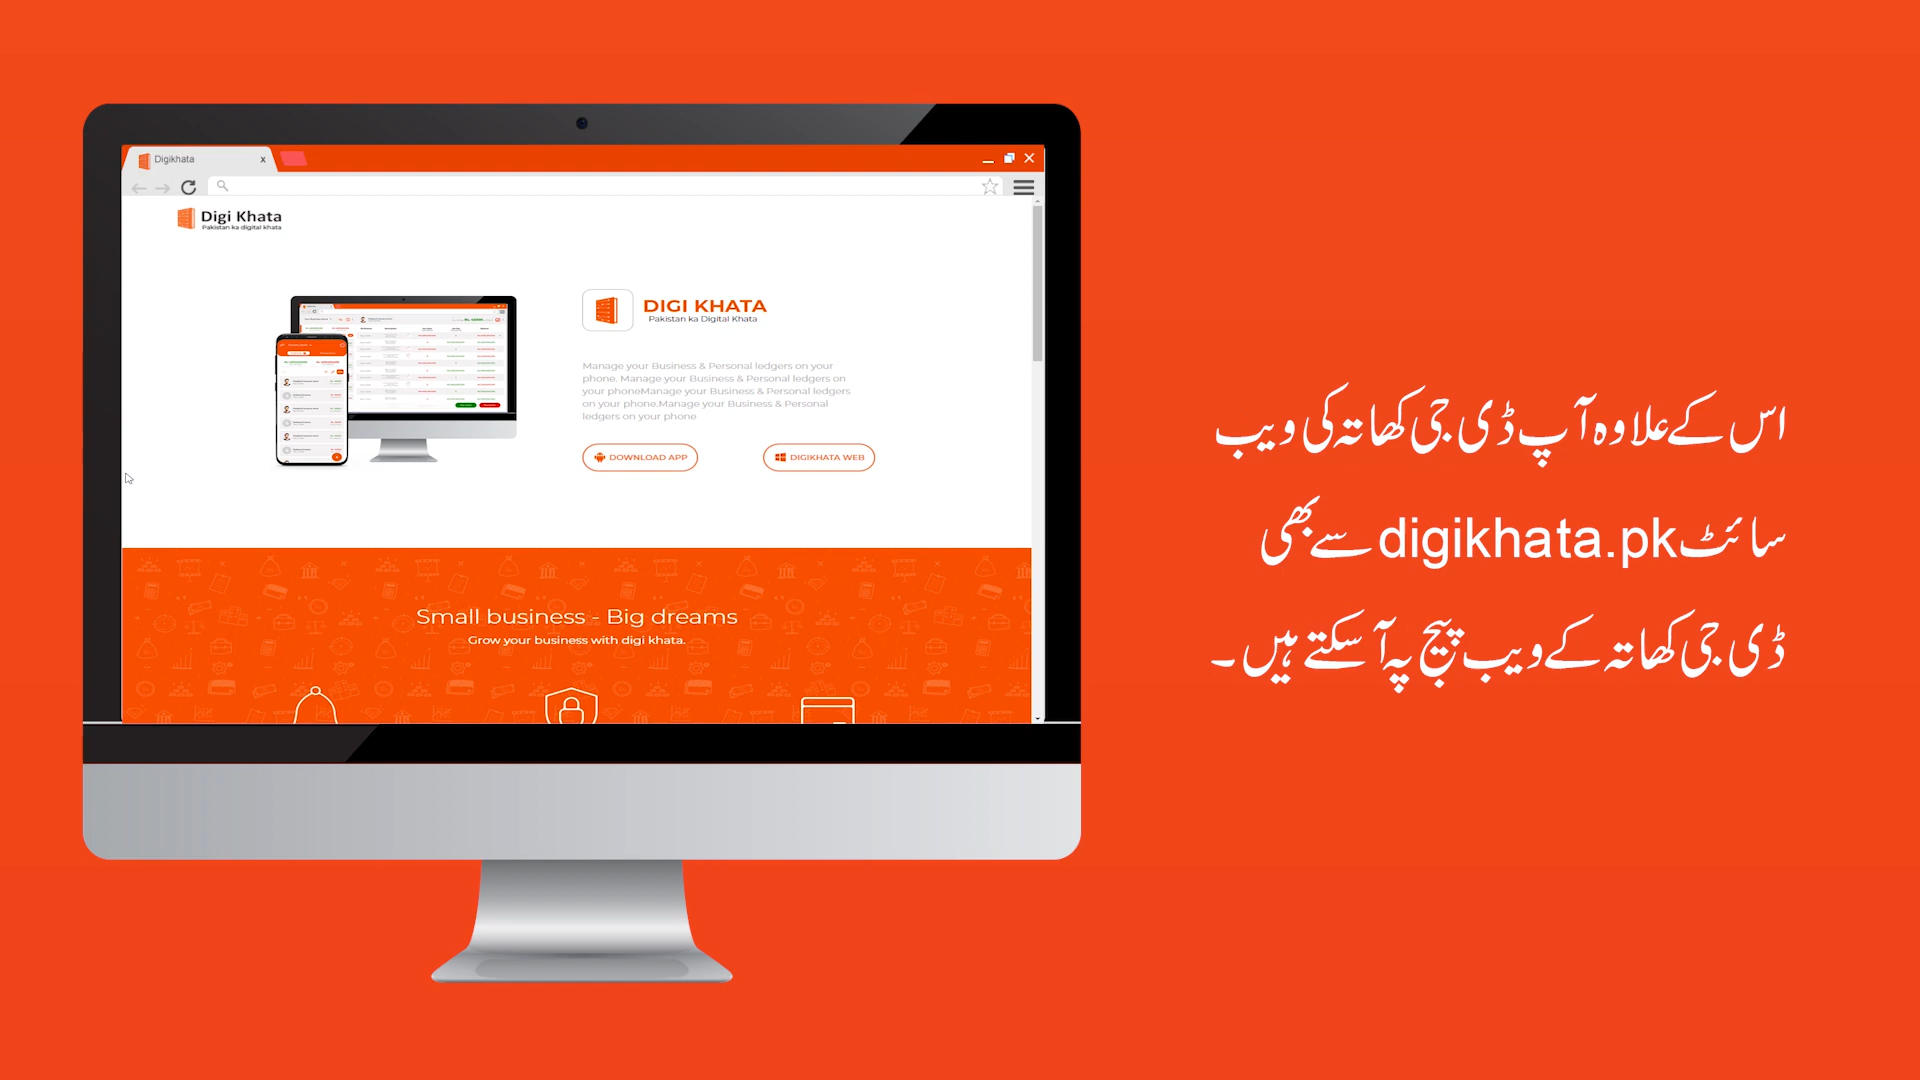 Digikhata
x
Digi Khata
Pakistan ka digital khata
DIGI KHATA
Pakistan ka Digital Khata
Manage your Business & Personal ledgers on your
phone. Manage your Business & Personal ledgers on
your phoneManage your Business & Personal ledgers
on your phone.Manage your Business & Personal
ledgers on your phone
DOWNLOAD APP
DIGIKHATA WEB
Small business - Big dreams
Grow your business with digi khata.
اس کے علاوہ آپ ڈی جی کھاتہ کی ویب
سائٹ digikhata.pk سے بھی
ڈی جی کھاتہ کے ویب پیج پہ آ سکتے ہیں۔